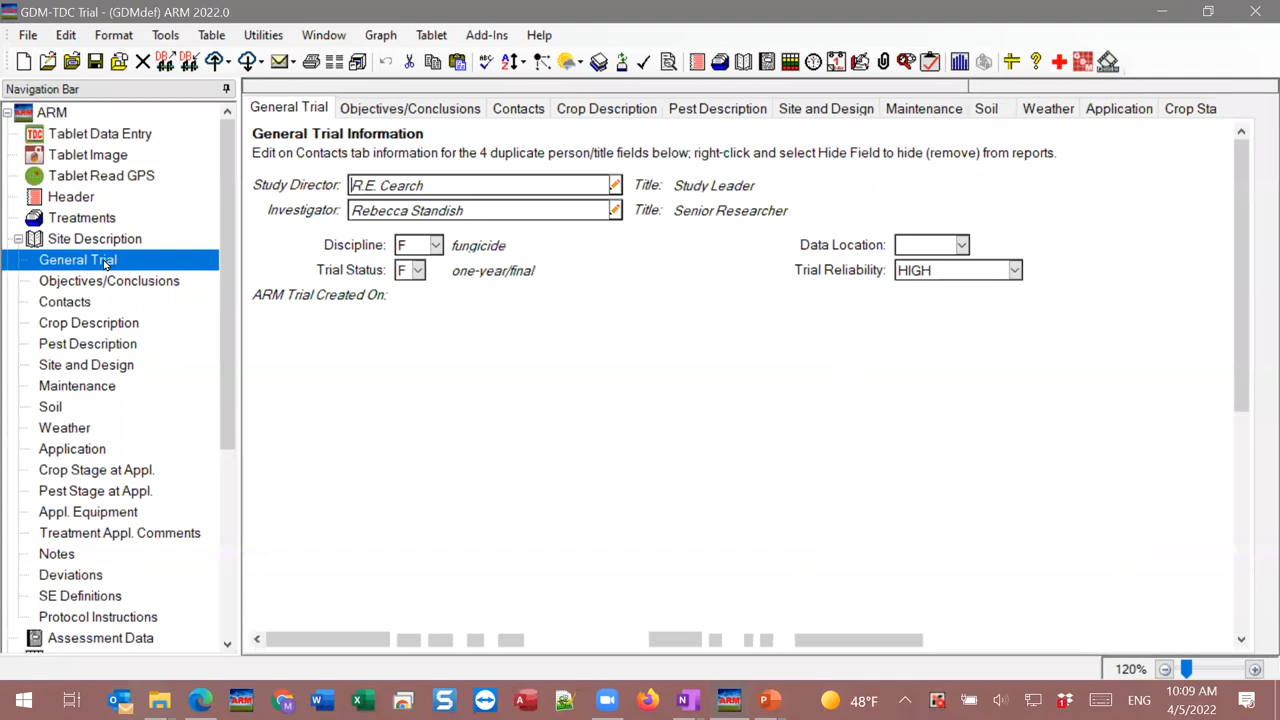 GDM-TDC Trial - (GDMdef) ARM 2022.0
File Edit Format Tools Table Utilities Window Graph Tablet Add-Ins Help
Navigation Bar
ARM
Tablet Data Entry
Tablet Image
Tablet Read GPS
Header
Treatments
Site Description
General Trial
Objectives/Conclusions
Contacts
Crop Description
Pest Description
Site and Design
Maintenance
Soil
Weather
Application
Crop Stage at Appl.
Pest Stage at Appl.
Appl. Equipment
Treatment Appl. Comments
Notes
Deviations
SE Definitions
Protocol Instructions
Assessment Data
General Trial Objectives/Conclusions Contacts Crop Description Pest Description Site and Design Maintenance Soil Weather Application Crop Sta
General Trial Information
Edit on Contacts tab information for the 4 duplicate person/title fields below; right-click and select Hide Field to hide (remove) from reports.
Study Director: R.E. Cearch Title: Study Leader
Investigator: Rebecca Standish Title: Senior Researcher
Discipline: F fungicide Data Location:
Trial Status: F one-year/final Trial Reliability: HIGH
ARM Trial Created On:
120%
48°F ENG 10:09 AM
4/5/2022